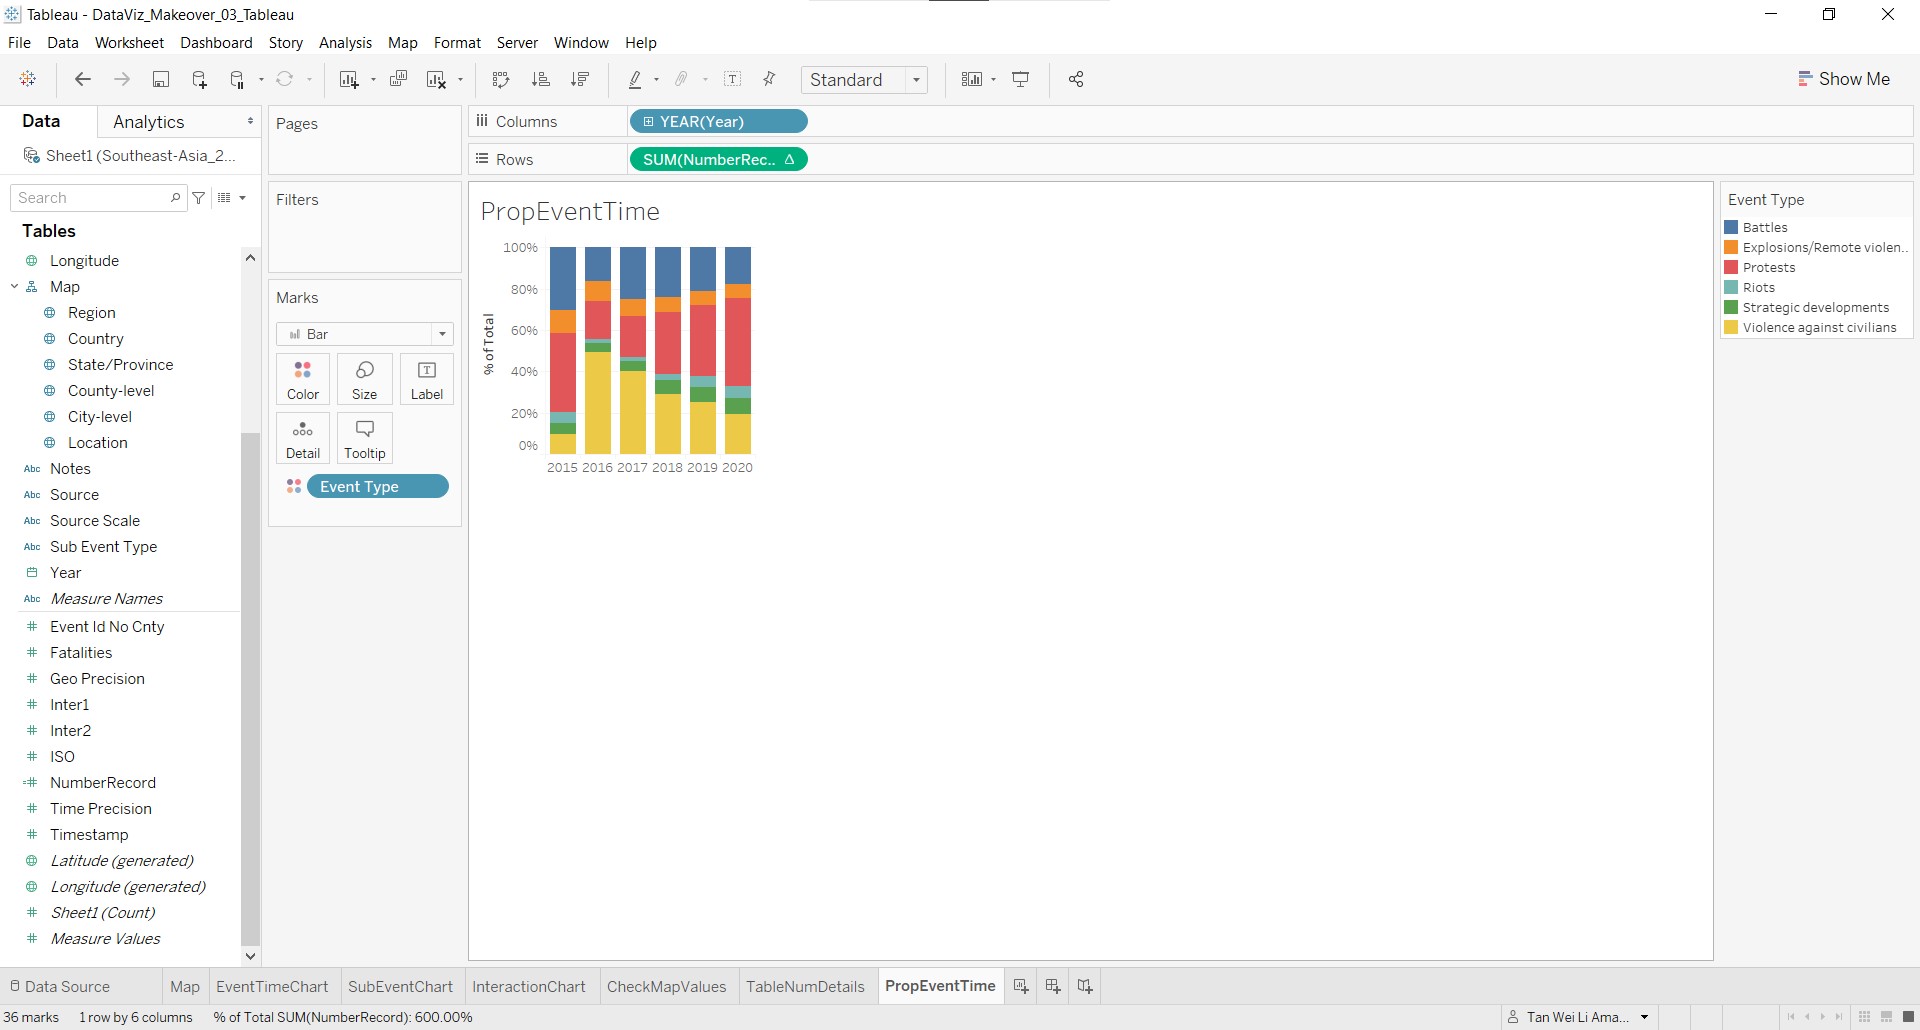 Tableau - DataViz_Makeover_03_Tableau
File Data Worksheet Dashboard Story Analysis Map Format Server Window Help
Standard
Show Me
Data
Analytics
Sheet1 (Southeast-Asia_2...
Search
Tables
Longitude
Map
Region
Country
State/Province
County-level
City-level
Location
Abc Notes
Abc Source
Abc Source Scale
Abc Sub Event Type
Year
Abc Measure Names
# Event Id No Cnty
# Fatalities
# Geo Precision
# Inter1
# Inter2
# ISO
=# NumberRecord
# Time Precision
# Timestamp
Latitude (generated)
Longitude (generated)
# Sheet1 (Count)
# Measure Values
Pages
Filters
Marks
Bar
Color
Size
Label
Detail
Tooltip
Event Type
Columns
YEAR(Year)
Rows
SUM(NumberRec.. Δ
PropEventTime
100%
80%
60%
40%
20%
0%
% of Total
2015 2016 2017 2018 2019 2020
Event Type
Battles
Explosions/Remote violen..
Protests
Riots
Strategic developments
Violence against civilians
Data Source
Map
EventTimeChart
SubEventChart
InteractionChart
CheckMapValues
TableNumDetails
PropEventTime
36 marks 1 row by 6 columns % of Total SUM(NumberRecord): 600.00%
Tan Wei Li Ama...